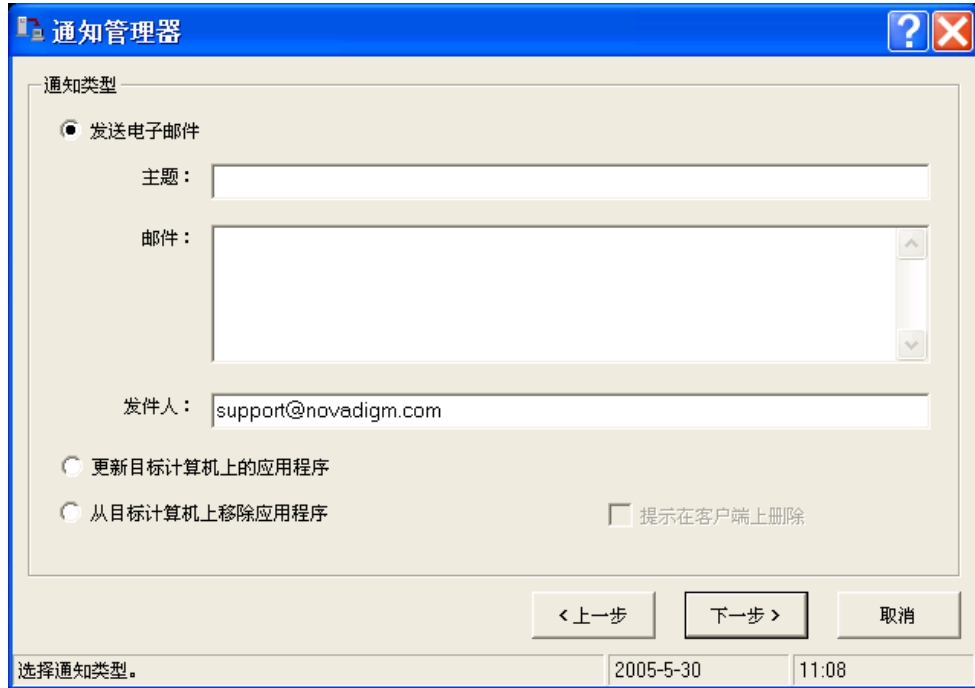 通知管理器
通知类型
发送电子邮件
主题：
邮件：
发件人： support@novadigm.com
更新目标计算机上的应用程序
从目标计算机上移除应用程序 提示在客户端上删除
<上一步 下一步> 取消
选择通知类型。 2005-5-30 11:08